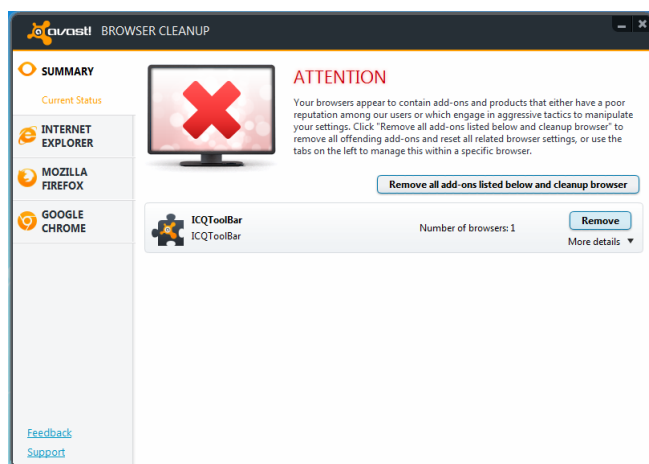 avast! BROWSER CLEANUP
SUMMARY
Current Status
INTERNET
EXPLORER
MOZILLA
FIREFOX
GOOGLE
CHROME
Feedback
Support
ATTENTION
Your browsers appear to contain add-ons and products that either have a poor
reputation among our users or which engage in aggressive tactics to manipulate
your settings. Click "Remove all add-ons listed below and cleanup browser" to
remove all offending add-ons and reset all related browser settings, or use the
tabs on the left to manage this within a specific browser.
Remove all add-ons listed below and cleanup browser
ICQToolBar
ICQToolBar
Number of browsers: 1
Remove
More details